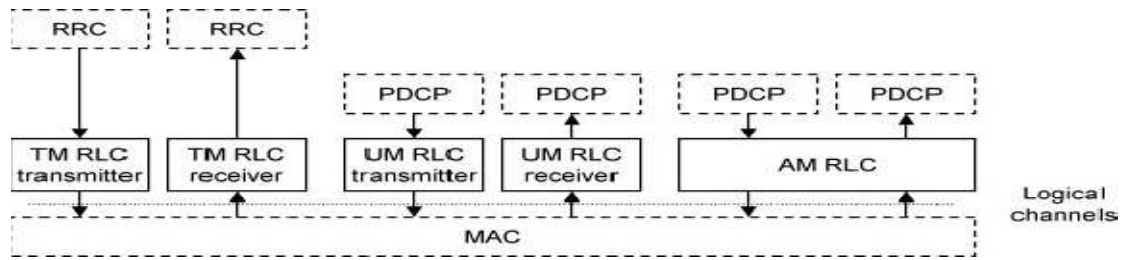 RRC
RRC
PDCP
PDCP
PDCP
PDCP
TM RLC
transmitter
TM RLC
receiver
UM RLC
transmitter
UM RLC
receiver
AM RLC
Logical
channels
MAC